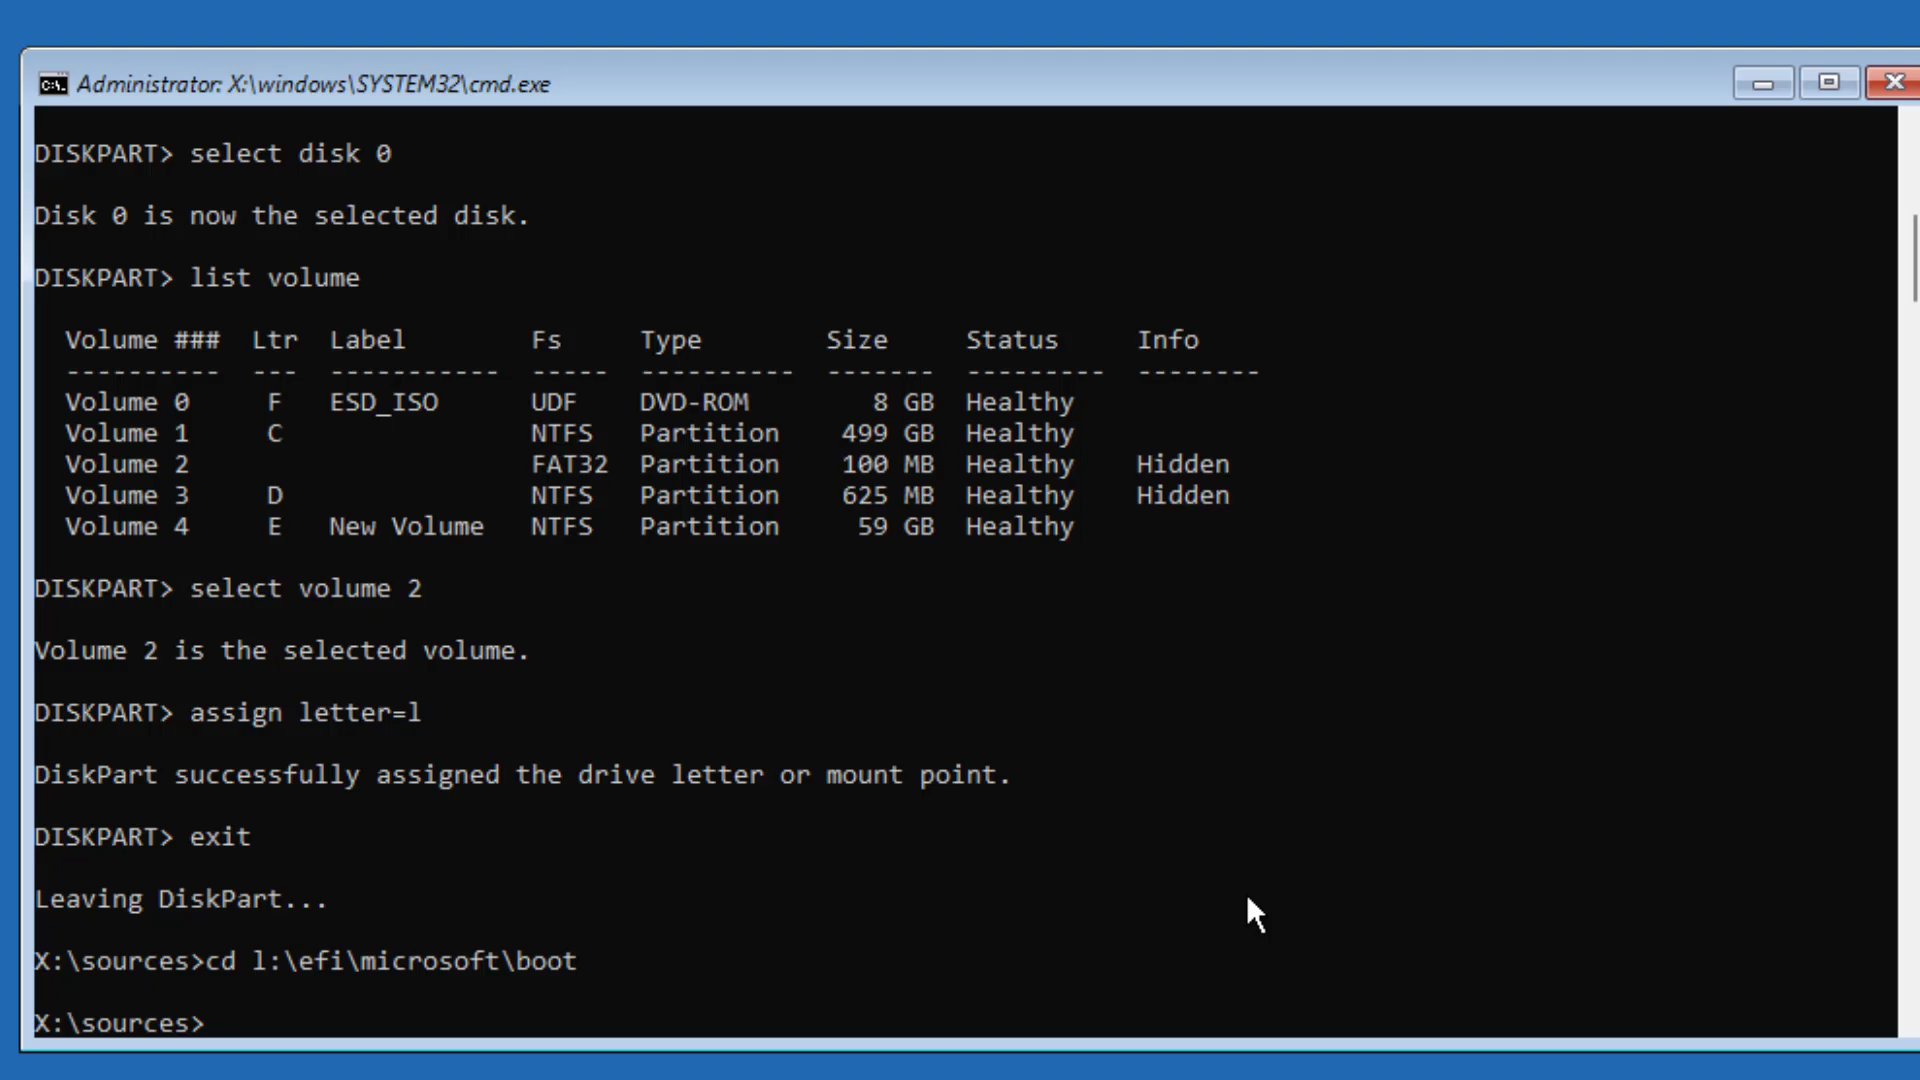 Administrator: X:\windows\SYSTEM32\cmd.exe
DISKPART> select disk 0
Disk 0 is now the selected disk.
DISKPART> list volume
Volume ###  Ltr  Label        Fs     Type        Size     Status     Info
----------  ---  -----------  -----  ----------  -------  ---------  --------
Volume 0     F   ESD_ISO      UDF    DVD-ROM        8 GB  Healthy
Volume 1     C                NTFS   Partition    499 GB  Healthy
Volume 2                      FAT32  Partition    100 MB  Healthy    Hidden
Volume 3     D                NTFS   Partition    625 MB  Healthy    Hidden
Volume 4     E   New Volume   NTFS   Partition     59 GB  Healthy
DISKPART> select volume 2
Volume 2 is the selected volume.
DISKPART> assign letter=l
DiskPart successfully assigned the drive letter or mount point.
DISKPART> exit
Leaving DiskPart...
X:\sources>cd l:\efi\microsoft\boot
X:\sources>